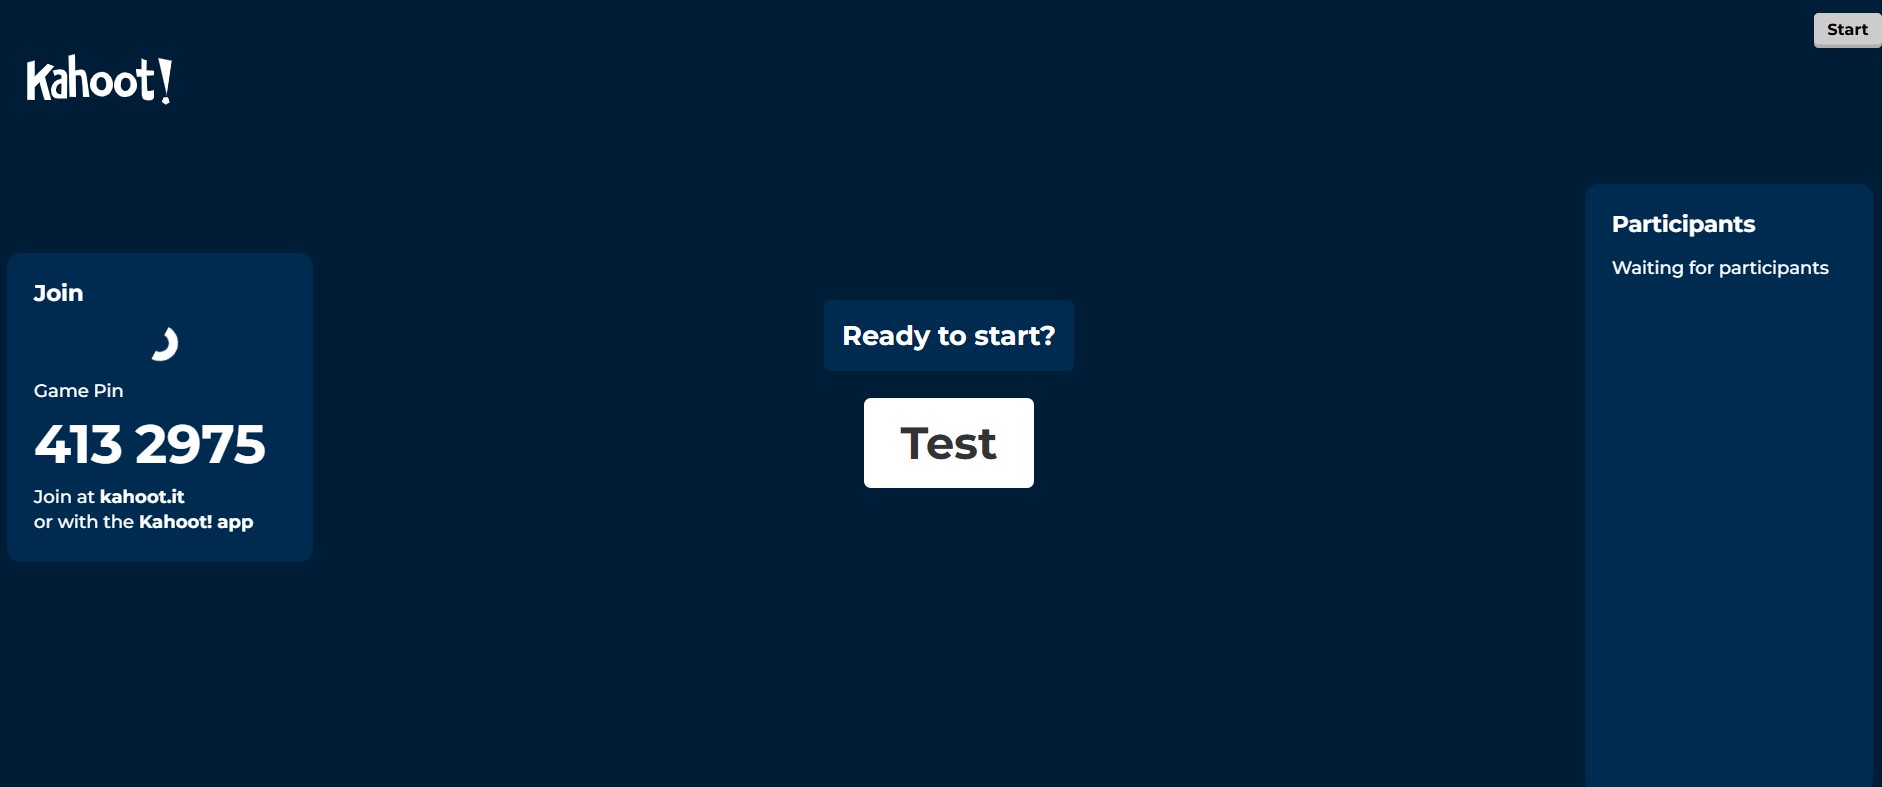 Start
Kahoot!
Join
Game Pin
413 2975
Join at kahoot.it
or with the Kahoot! app
Ready to start?
Test
Participants
Waiting for participants